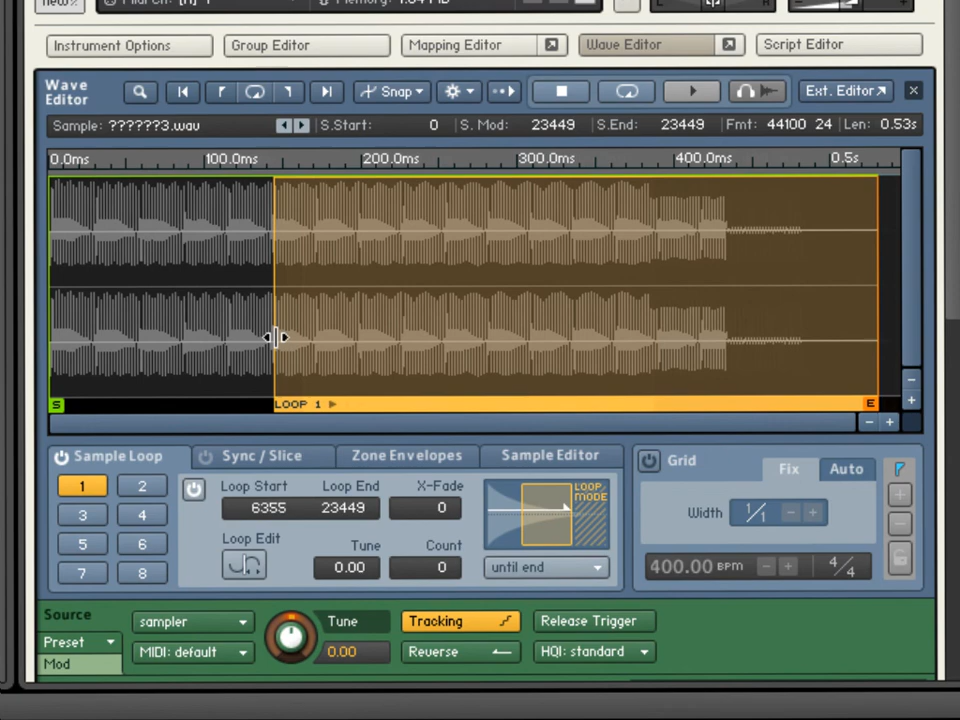 new%
Instrument Options Group Editor Mapping Editor Wave Editor Script Editor
Wave Editor Snap Ext. Editor
Sample: ??????3.wav S.Start: 0 S. Mod: 23449 S.End: 23449 Fmt: 44100 24 Len: 0.53s
0.0ms 100.0ms 200.0ms 300.0ms 400.0ms 0.5s
S LOOP 1 E
Sample Loop Sync / Slice Zone Envelopes Sample Editor Grid Fix Auto
1 2 Loop Start Loop End X-Fade LOOP MODE
3 4 6355 23449 0 Width 1/1
5 6 Loop Edit Tune Count
7 8 0.00 0 until end 400.00 BPM 4/4
Source sampler Tune Tracking Release Trigger
Preset MIDI: default 0.00 Reverse HQI: standard
Mod